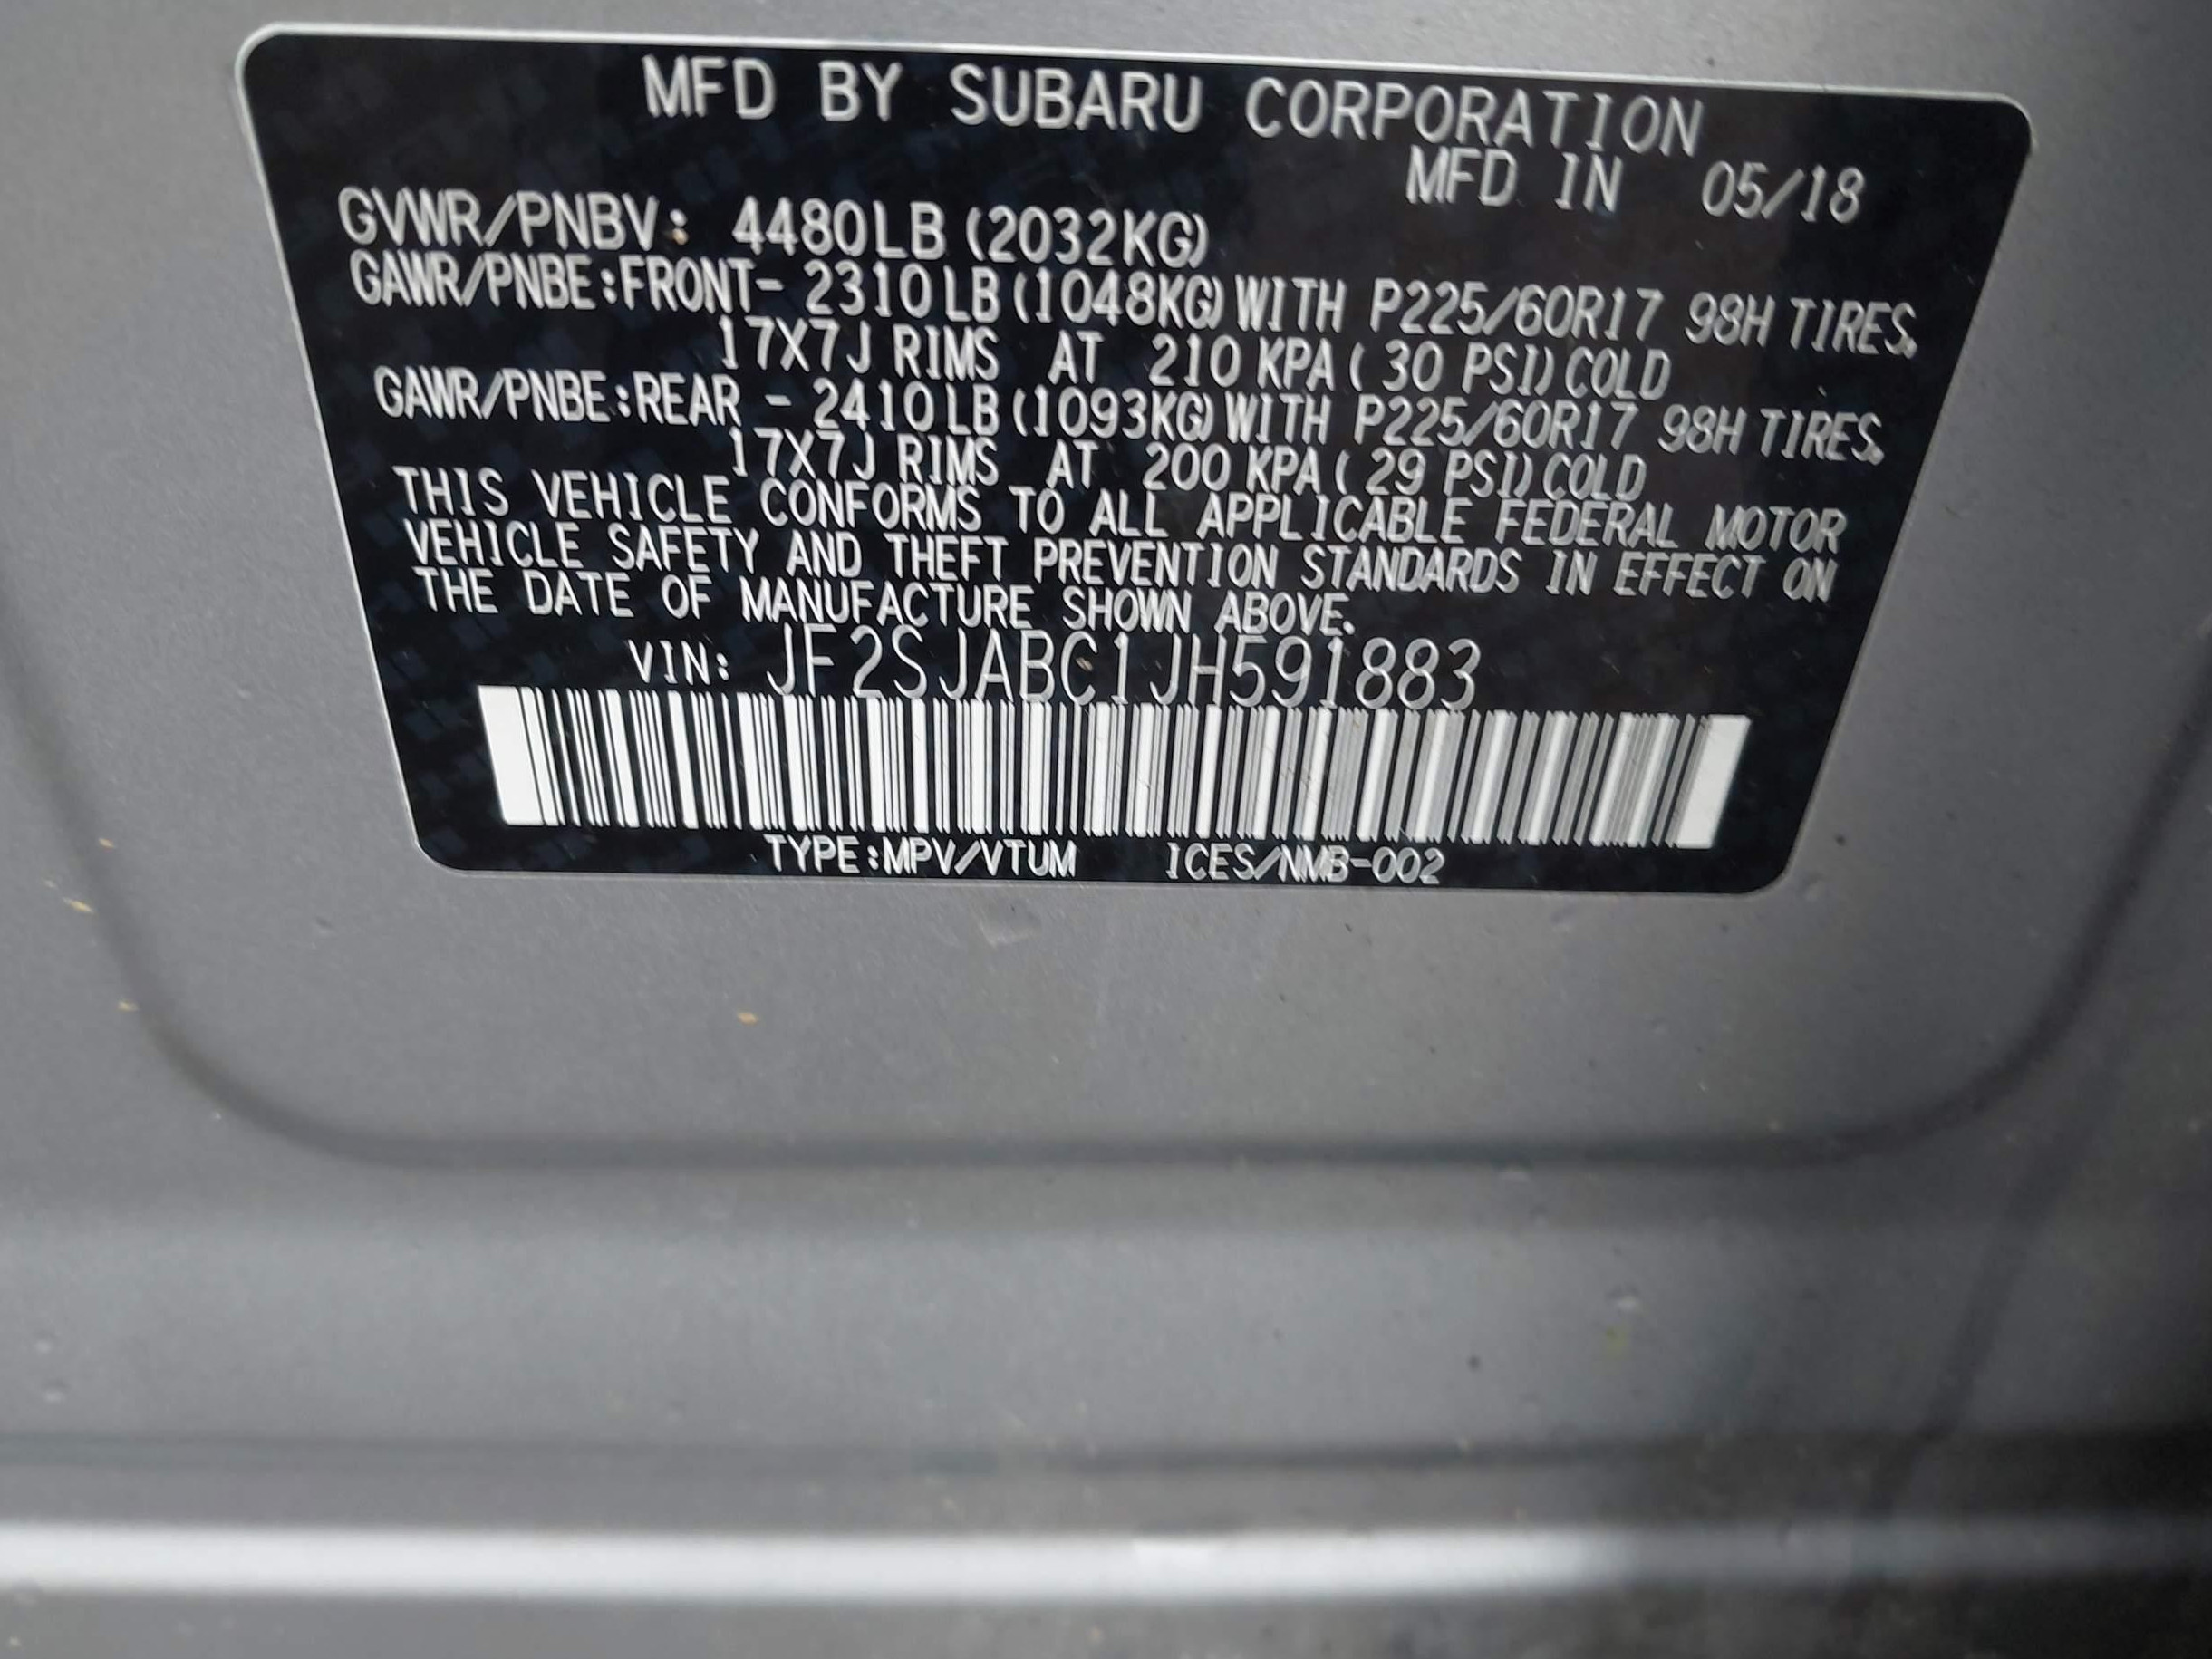 MFD BY SUBARU CORPORATION
MFD IN 05/18
GVWR/PNBV: 4480LB (2032KG)
GAWR/PNBE:FRONT- 2310LB(1048KG)WITH P225/60R17 98H TIRES.
17X7J RIMS AT 210 KPA( 30 PSI)COLD
GAWR/PNBE:REAR - 2410LB(1093KG)WITH P225/60R17 98H TIRES.
17X7J RIMS AT 200 KPA( 29 PSI)COLD
THIS VEHICLE CONFORMS TO ALL APPLICABLE FEDERAL MOTOR
VEHICLE SAFETY AND THEFT PREVENTION STANDARDS IN EFFECT ON
THE DATE OF MANUFACTURE SHOWN ABOVE.
VIN: JF2SJABC1JH591883
TYPE:MPV/VTUM ICES/NMB-002